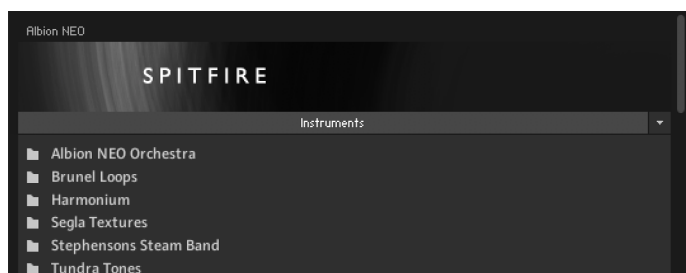 Albion NEO
SPITFIRE
Instruments
Albion NEO Orchestra
Brunel Loops
Harmonium
Segla Textures
Stephensons Steam Band
Tundra Tones